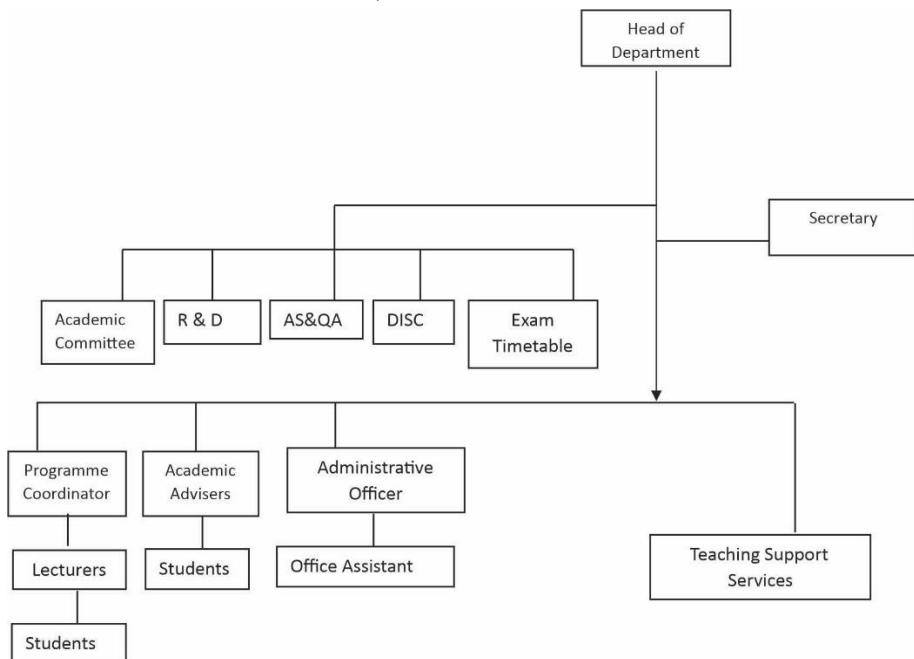 Head of
Department
Secretary
Academic
Committee
R & D
AS&QA
DISC
Exam
Timetable
Programme
Coordinator
Academic
Advisers
Administrative
Officer
Lecturers
Students
Office Assistant
Teaching Support
Services
Students